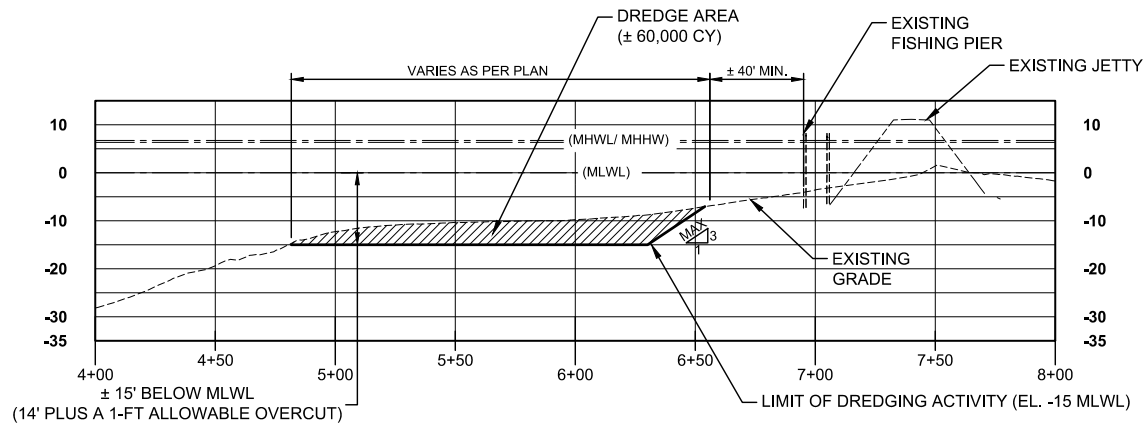 DREDGE AREA
(± 60,000 CY)
EXISTING
FISHING PIER
EXISTING JETTY
VARIES AS PER PLAN
± 40' MIN.
10
10
(MHWL/ MHHW)
0
(MLWL)
0
-10
-10
MAX
3
1
EXISTING
GRADE
-20
-20
-30
-30
-35
-35
4+00
4+50
5+00
5+50
6+00
6+50
7+00
7+50
8+00
± 15' BELOW MLWL
(14' PLUS A 1-FT ALLOWABLE OVERCUT)
LIMIT OF DREDGING ACTIVITY (EL. -15 MLWL)